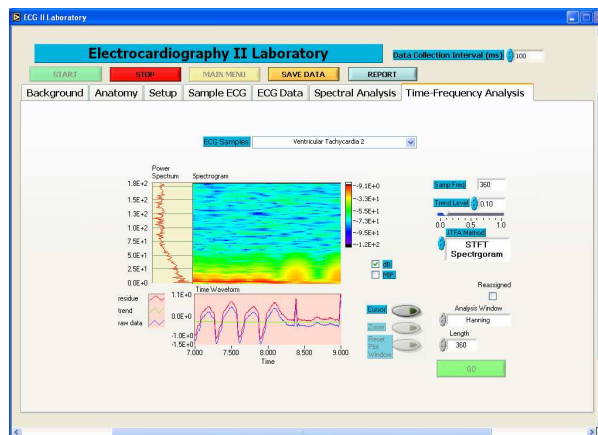 ECG II Laboratory
Electrocardiography II Laboratory
Data Collection Interval (ms) 100
START STOP MAIN MENU SAVE DATA REPORT
Background Anatomy Setup Sample ECG ECG Data Spectral Analysis Time-Frequency Analysis
ECG Samples Ventricular Tachycardia 2
Power
Spectrum Spectrogram
1.8E+2
1.5E+2
1.3E+2
1.0E+2
7.5E+1
5.0E+1
2.5E+1
0.0E+0
-9.1E+0
-3.3E+1
-5.5E+1
-7.3E+1
-9.5E+1
-1.2E+2
Samp Freq 360
Trend Level 0.10
0.0 0.5 1.0
JTFA Method
STFT
Spectrgoram
dB
Reassigned
Time Waveform
residue
trend
raw data
1.1E+0
0.0E+0
-1.0E+0
-1.5E+0
7.000 7.500 8.000 8.500 9.000
Time
Cursor
Zoom
Reset
Plot
Window
Analysis Window
Hanning
Length
360
GO